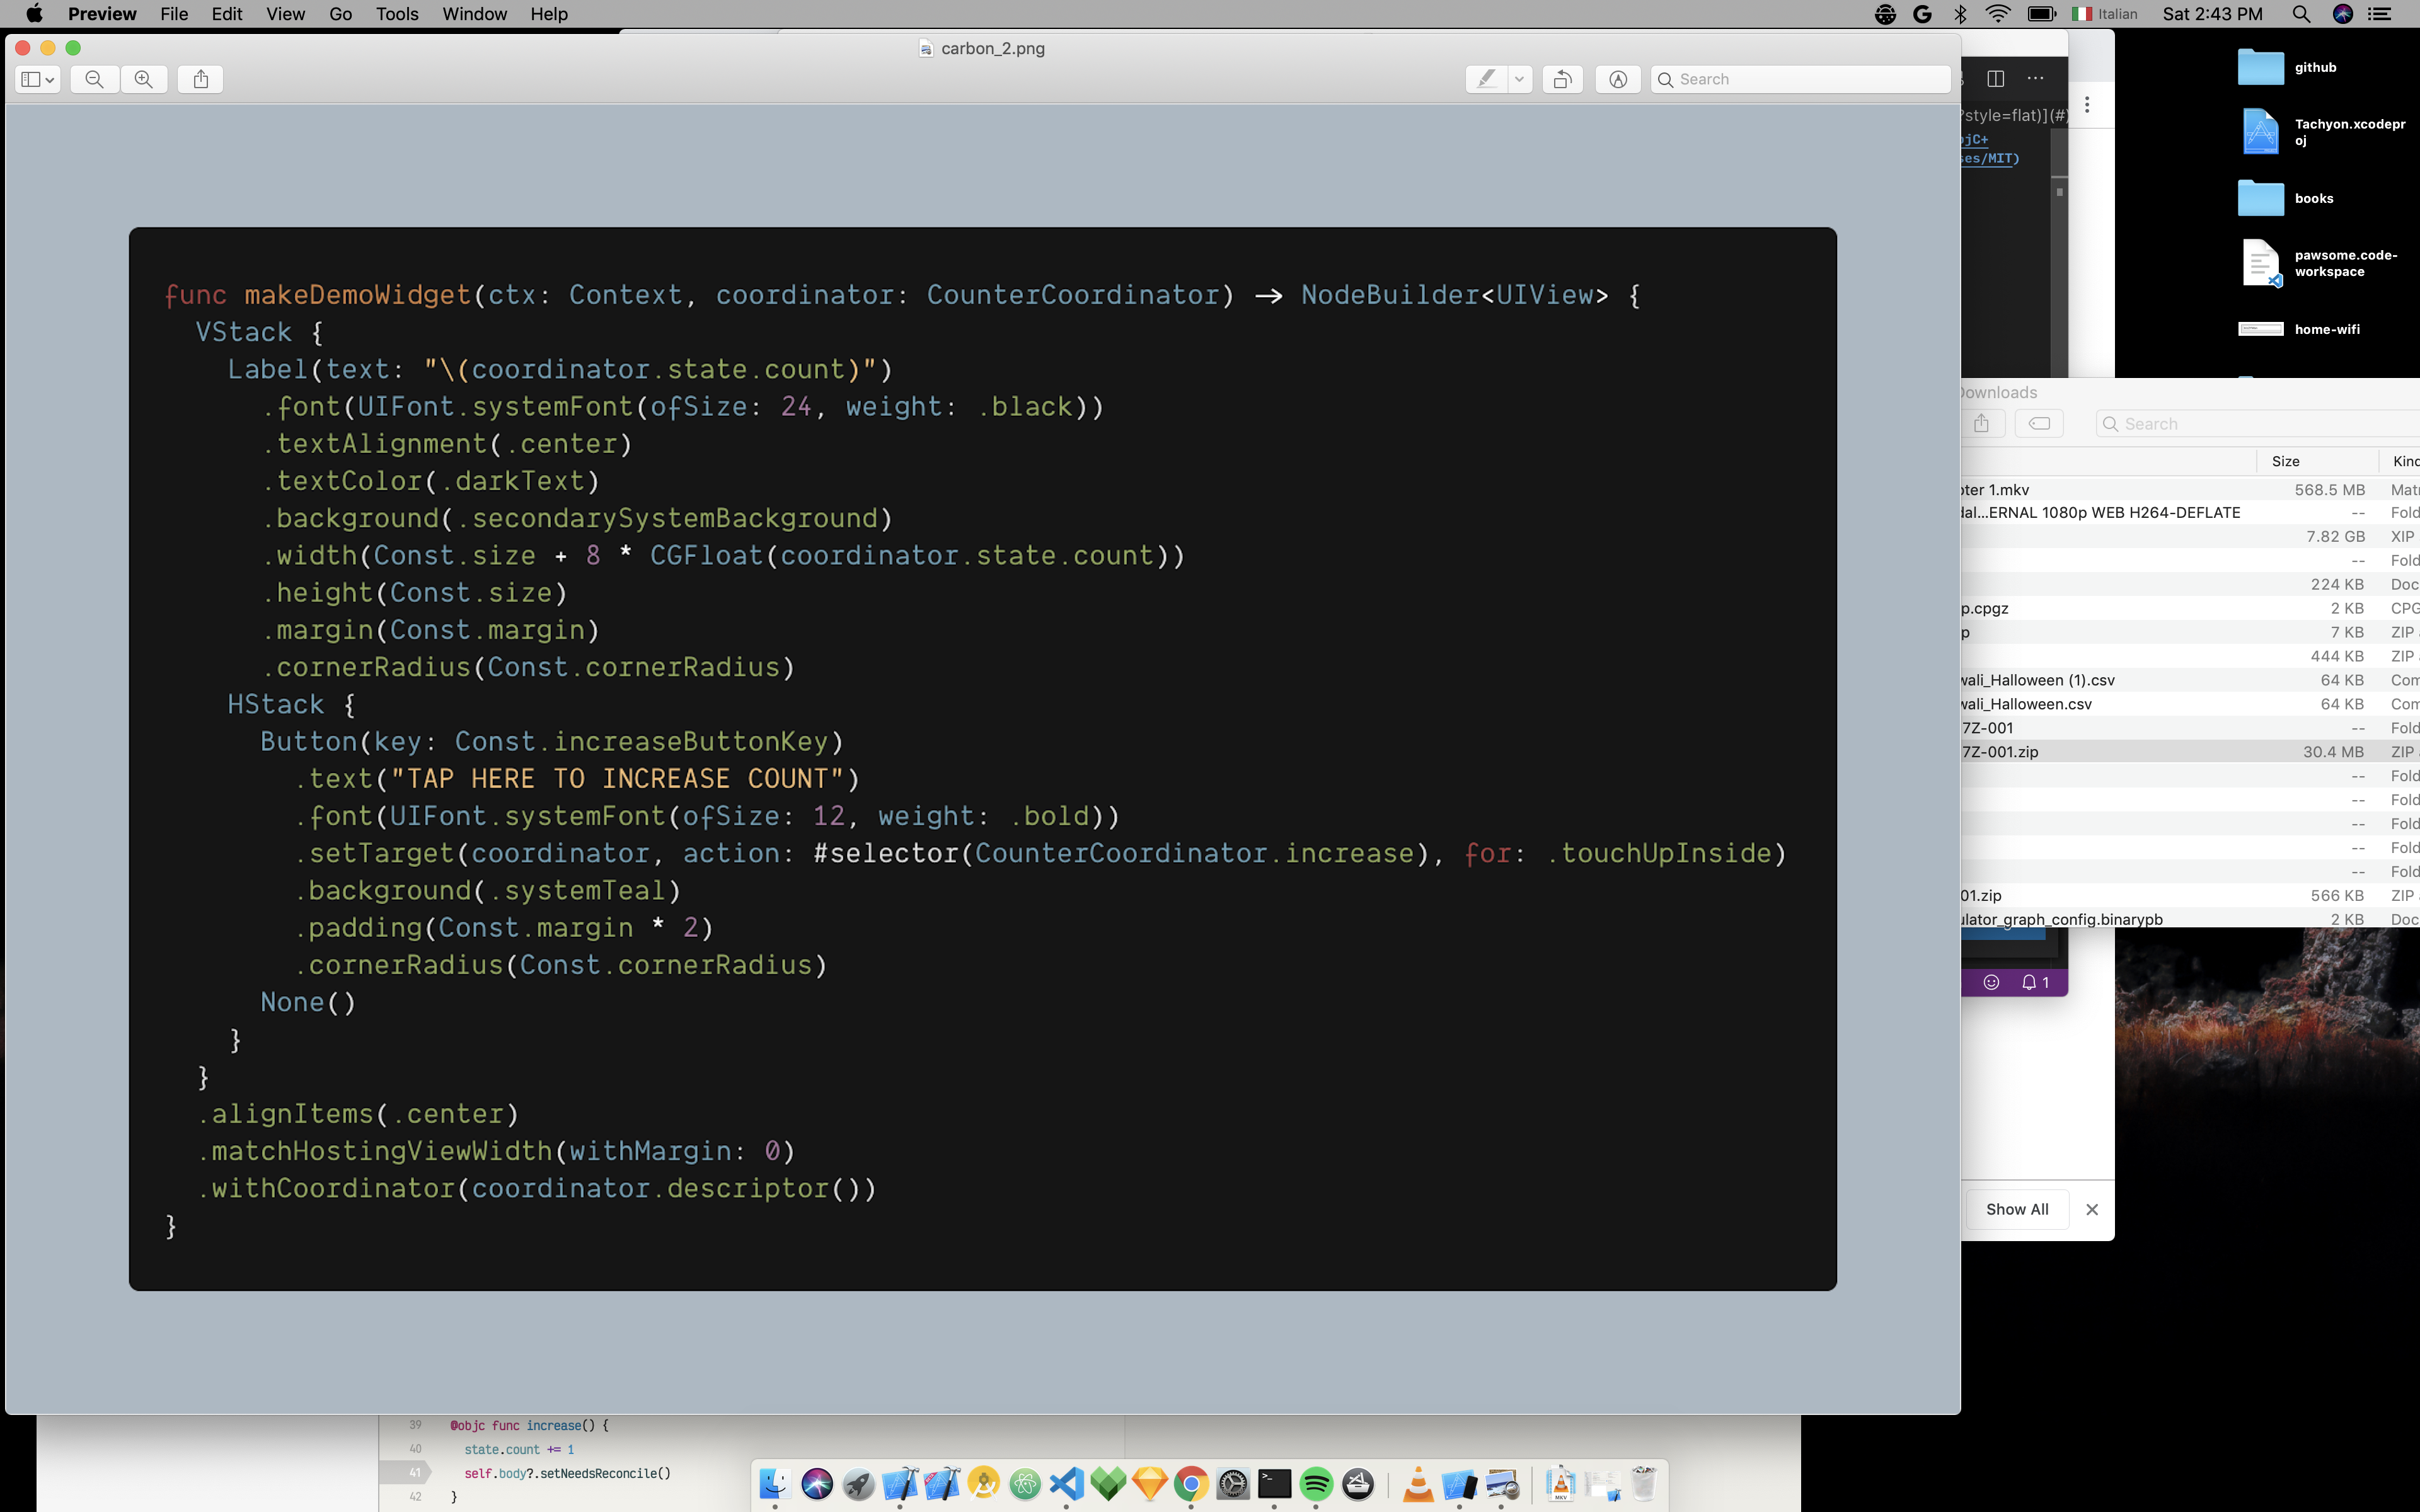 Preview File Edit View Go Tools Window Help
Italian Sat 2:43 PM
carbon_2.png
Search
func makeDemoWidget(ctx: Context, coordinator: CounterCoordinator) → NodeBuilder<UIView> {
VStack {
Label(text: "\(coordinator.state.count)")
.font(UIFont.systemFont(ofSize: 24, weight: .black))
.textAlignment(.center)
.textColor(.darkText)
.background(.secondarySystemBackground)
.width(Const.size + 8 * CGFloat(coordinator.state.count))
.height(Const.size)
.margin(Const.margin)
.cornerRadius(Const.cornerRadius)
HStack {
Button(key: Const.increaseButtonKey)
.text("TAP HERE TO INCREASE COUNT")
.font(UIFont.systemFont(ofSize: 12, weight: .bold))
.setTarget(coordinator, action: #selector(CounterCoordinator.increase), for: .touchUpInside)
.background(.systemTeal)
.padding(Const.margin * 2)
.cornerRadius(Const.cornerRadius)
None()
}
}
.alignItems(.center)
.matchHostingViewWidth(withMargin: 0)
.withCoordinator(coordinator.descriptor())
}
39 @objc func increase() {
40 state.count += 1
41 self.body?.setNeedsReconcile()
42 }
?style=flat)](#)
ojC+
ses/MIT)
github
Tachyon.xcodepr
oj
books
pawsome.code-
workspace
home-wifi
Downloads
Search
Size Kind
pter 1.mkv 568.5 MB Mat
dal...ERNAL 1080p WEB H264-DEFLATE -- Fold
7.82 GB XIP
-- Fold
224 KB Doc
p.cpgz 2 KB CPG
p 7 KB ZIP
444 KB ZIP
wali_Halloween (1).csv 64 KB Com
wali_Halloween.csv 64 KB Com
7Z-001 -- Fold
7Z-001.zip 30.4 MB ZIP
-- Fold
-- Fold
-- Fold
-- Fold
-- Fold
01.zip 566 KB ZIP
ulator_graph_config.binarypb 2 KB Doc
1
Show All